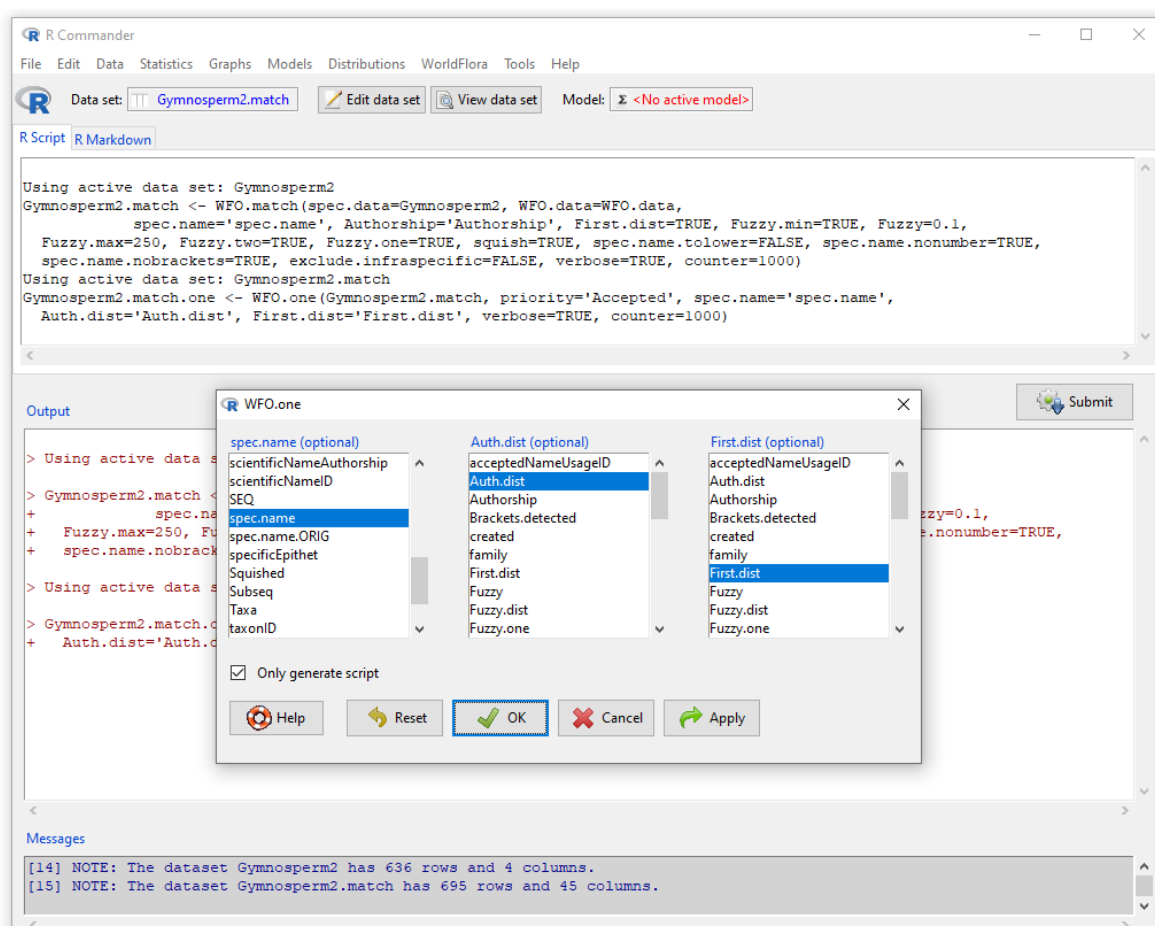 R Commander
File Edit Data Statistics Graphs Models Distributions WorldFlora Tools Help
Data set: Gymnosperm2.match Edit data set View data set Model: Σ <No active model>
R Script R Markdown
Using active data set: Gymnosperm2
Gymnosperm2.match <- WFO.match(spec.data=Gymnosperm2, WFO.data=WFO.data,
spec.name='spec.name', Authorship='Authorship', First.dist=TRUE, Fuzzy.min=TRUE, Fuzzy=0.1,
Fuzzy.max=250, Fuzzy.two=TRUE, Fuzzy.one=TRUE, squish=TRUE, spec.name.tolower=FALSE, spec.name.nonumber=TRUE,
spec.name.nobrackets=TRUE, exclude.infraspecific=FALSE, verbose=TRUE, counter=1000)
Using active data set: Gymnosperm2.match
Gymnosperm2.match.one <- WFO.one(Gymnosperm2.match, priority='Accepted', spec.name='spec.name',
Auth.dist='Auth.dist', First.dist='First.dist', verbose=TRUE, counter=1000)
Output
Submit
> Using active data s
> Gymnosperm2.match <
+ spec.na
zzy=0.1,
+ Fuzzy.max=250, Fu
e.nonumber=TRUE,
+ spec.name.nobrack
> Using active data s
> Gymnosperm2.match.o
+ Auth.dist='Auth.d
WFO.one
spec.name (optional)
scientificNameAuthorship
scientificNameID
SEQ
spec.name
spec.name.ORIG
specificEpithet
Squished
Subseq
Taxa
taxonID
Auth.dist (optional)
acceptedNameUsageID
Auth.dist
Authorship
Brackets.detected
created
family
First.dist
Fuzzy
Fuzzy.dist
Fuzzy.one
First.dist (optional)
acceptedNameUsageID
Auth.dist
Authorship
Brackets.detected
created
family
First.dist
Fuzzy
Fuzzy.dist
Fuzzy.one
Only generate script
Help Reset OK Cancel Apply
Messages
[14] NOTE: The dataset Gymnosperm2 has 636 rows and 4 columns.
[15] NOTE: The dataset Gymnosperm2.match has 695 rows and 45 columns.